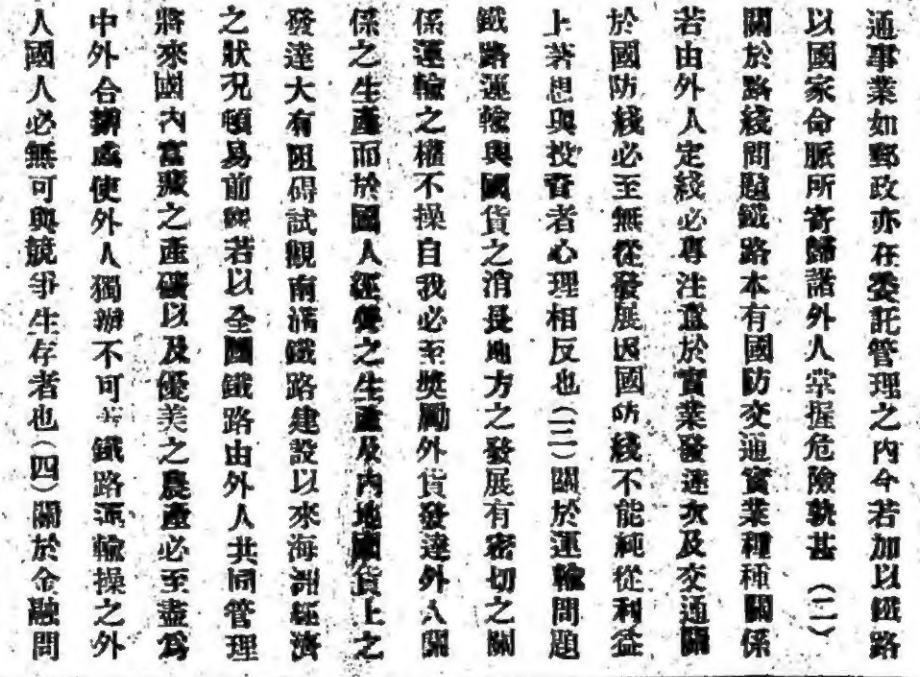 通事業如郵政亦在委託管理之內今若加以鐵路
以國家命脈所寄歸諸外人掌握危險孰甚（二）
關於路綫問題鐵路本有國防交通實業種種關係
若由外人定綫必專注意於實業發達次及交通關
於國防綫必至無從發展因國防綫不能純從利益
上著想與投資者心理相反也（三）關於運輸問題
鐵路運輸與國貨之消長地方之發展有密切之關
係運輸之權不操自我必至獎勵外貨發達外人關
係之生產而於國人經營之生產及內地國貨上之
發達大有阻碍試觀南滿鐵路建設以來海淵經濟
之狀況頓易前觀若以全國鐵路由外人共同管理
將來國內富藏之產礦以及優美之農產必至盡爲
中外合辦或使外人獨辦不可蓋鐵路運輸操之外
人國人必無可與競爭生存者也（四）關於金融問